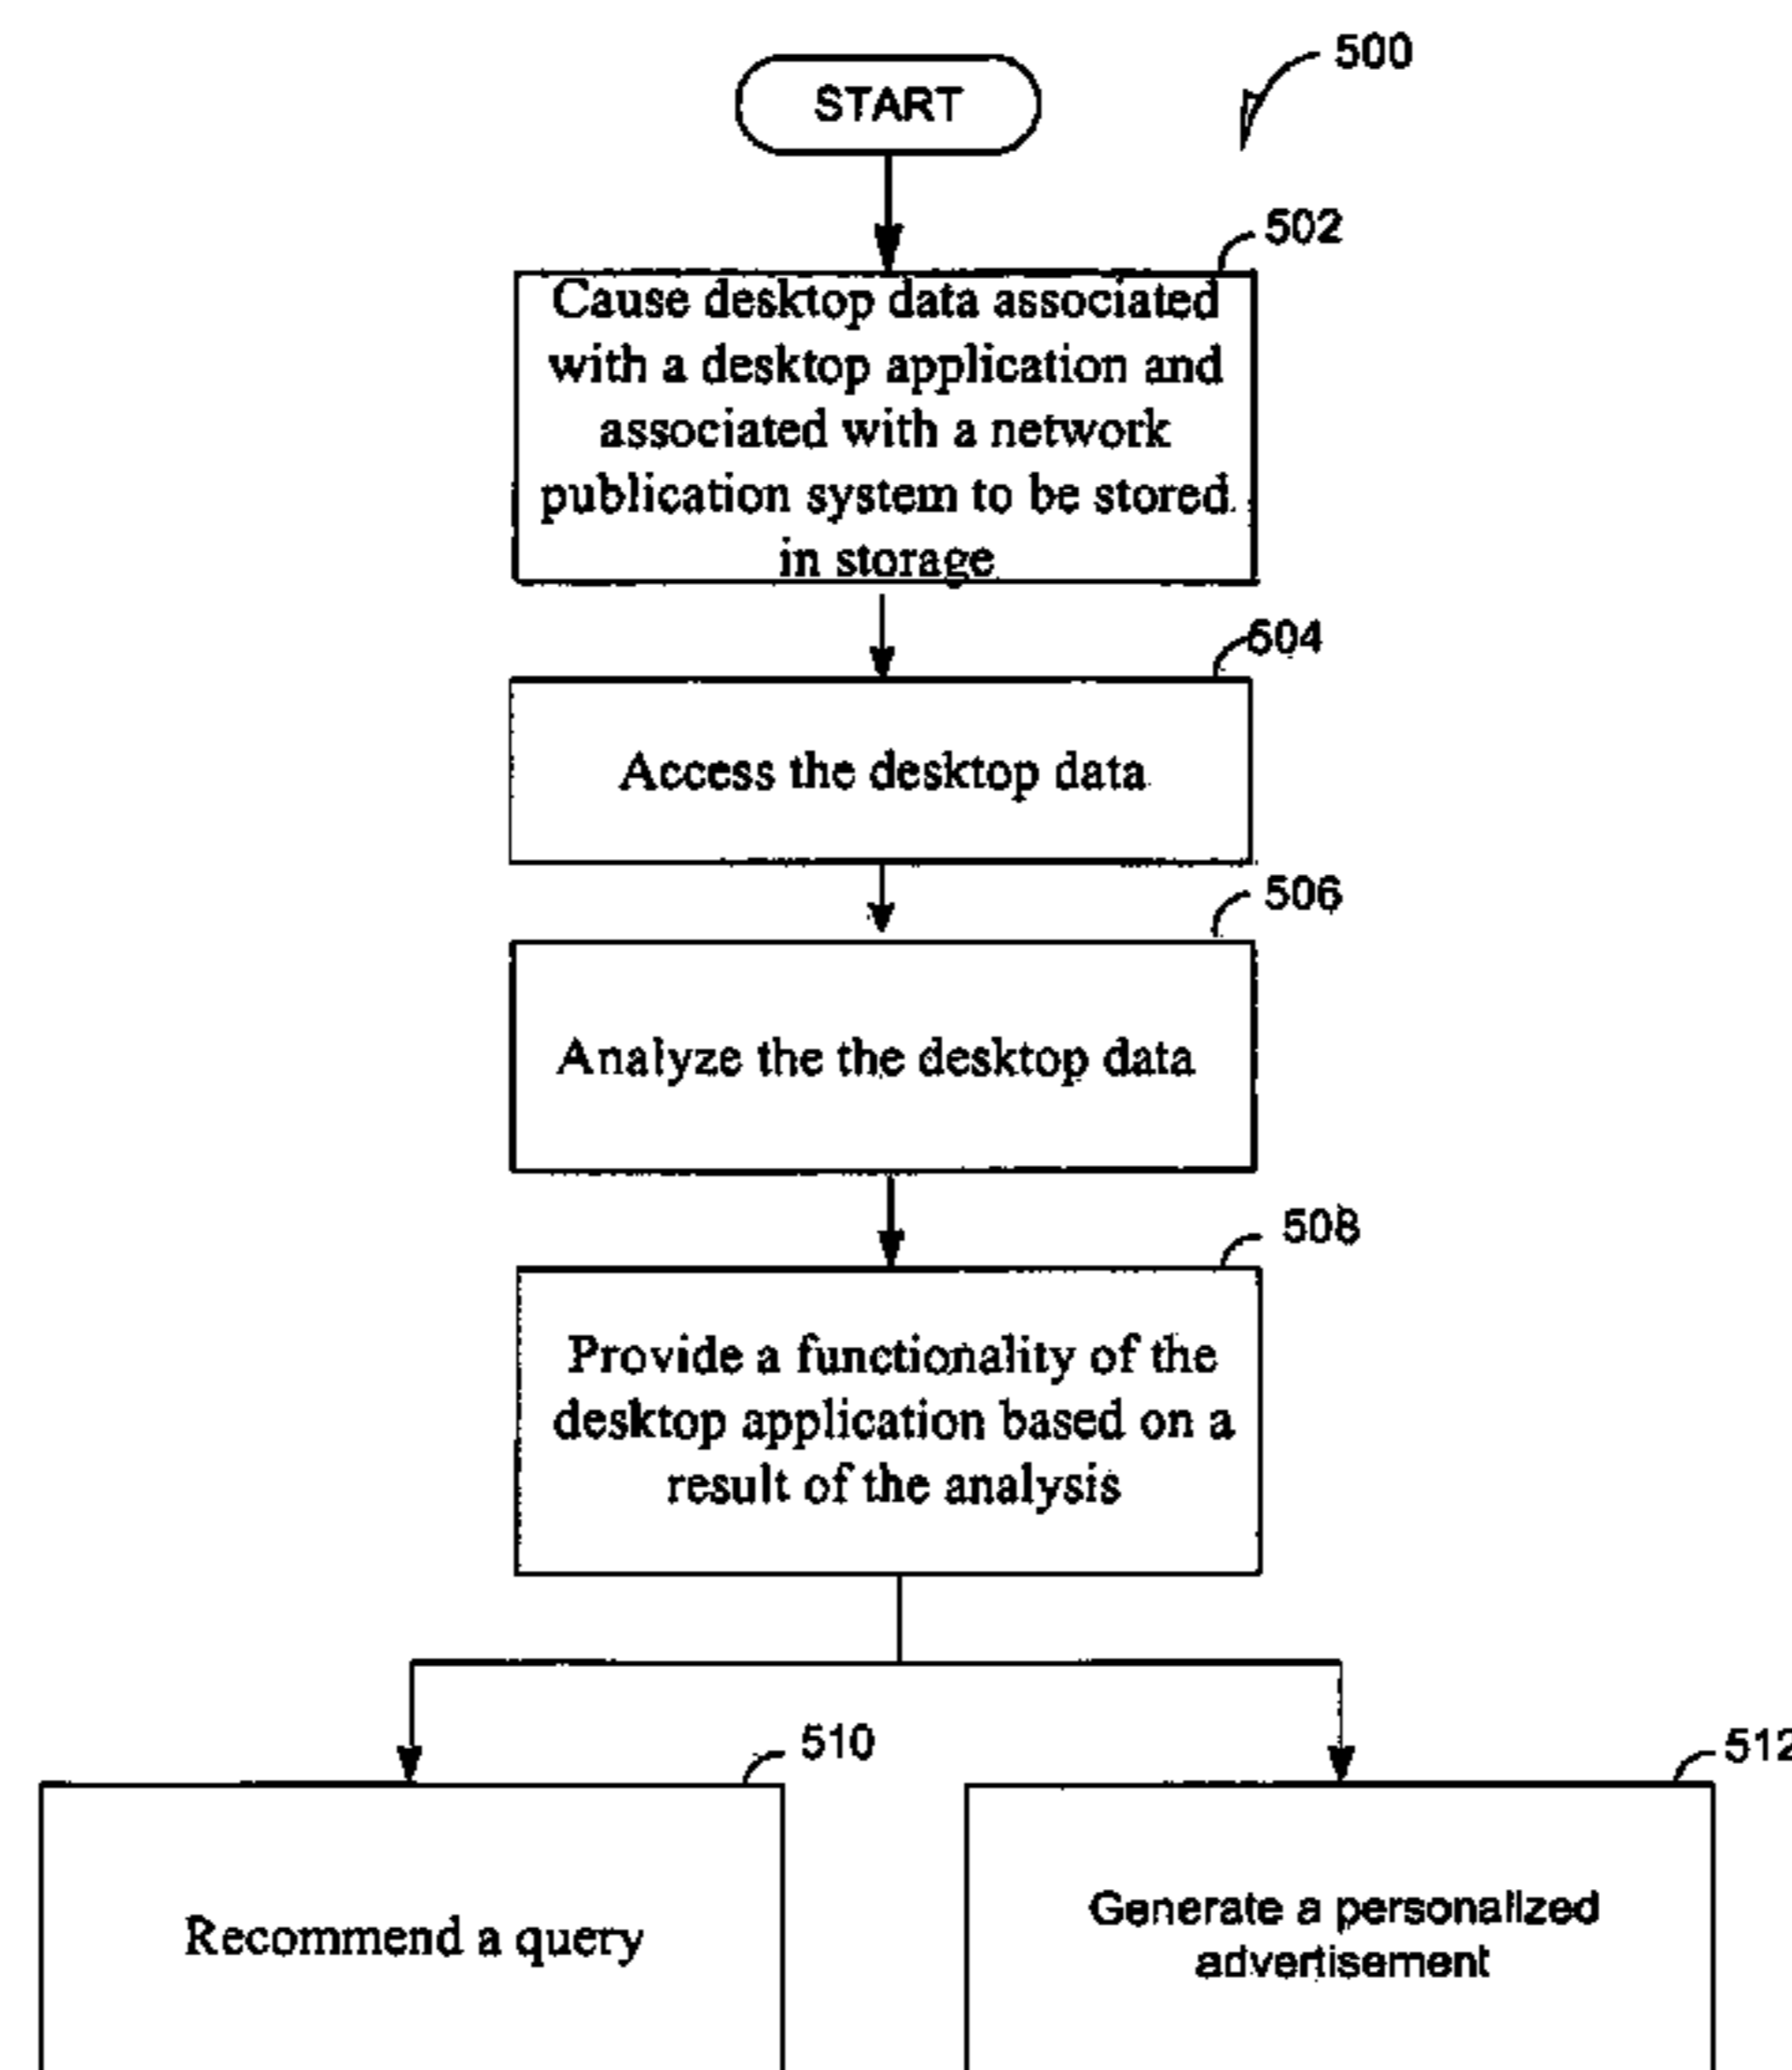 500
START
502
Cause desktop data associated
with a desktop application and
associated with a network
publication system to be stored
in storage
504
Access the desktop data
506
Analyze the the desktop data
508
Provide a functionality of the
desktop application based on a
result of the analysis
510
512
Recommend a query
Generate a personalized
advertisement